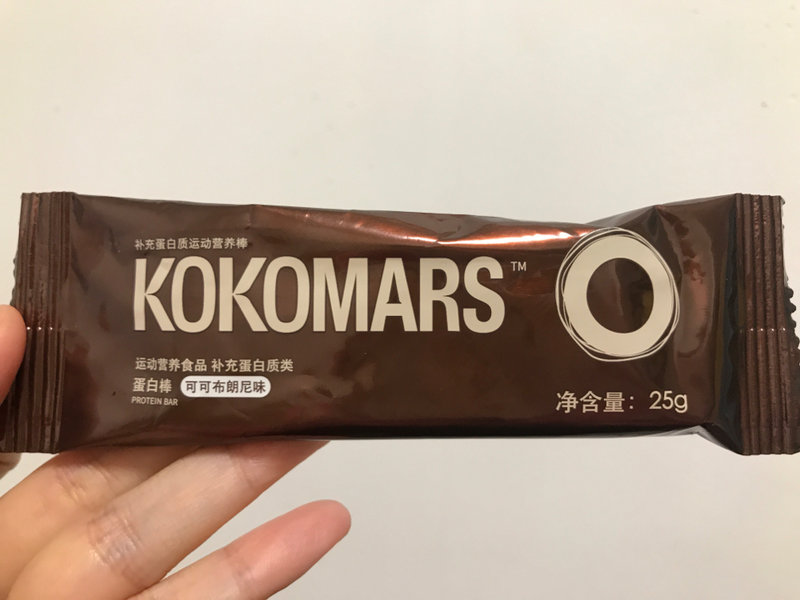 补充蛋白质运动营养棒
KOKOMARS™
运动营养食品 补充蛋白质类
蛋白棒 可可布朗尼味
PROTEIN BAR
净含量：25g